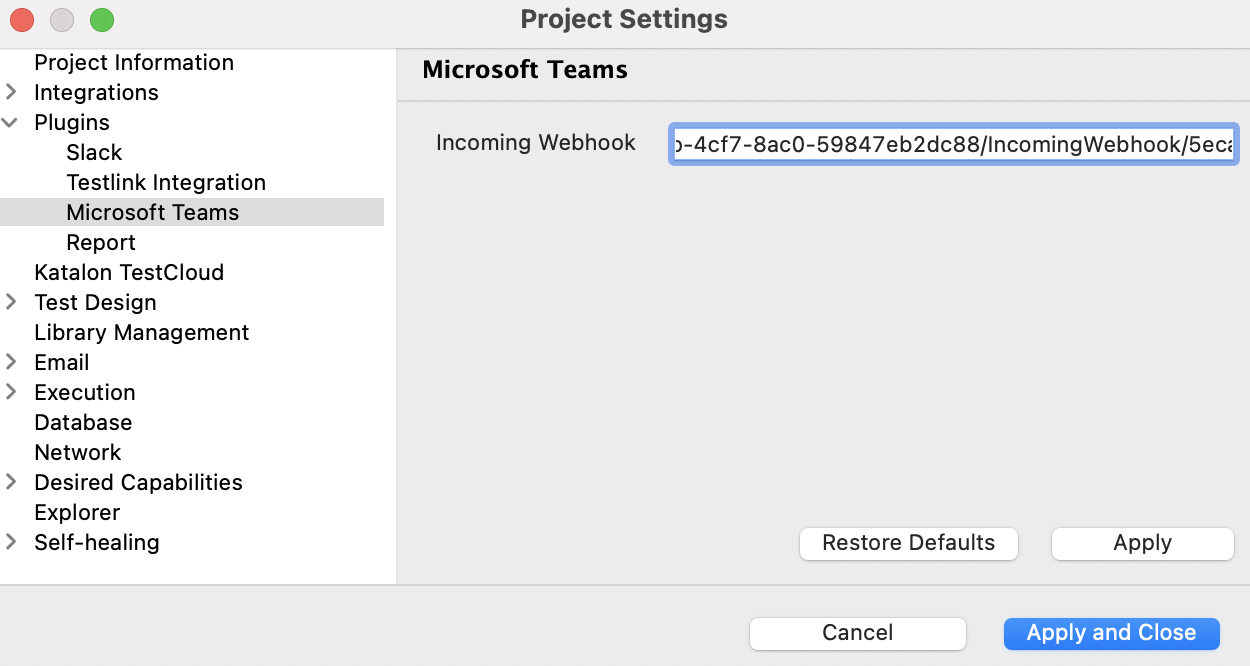 Project Settings
Project Information
Integrations
Plugins
Slack
Testlink Integration
Microsoft Teams
Report
Katalon TestCloud
Test Design
Library Management
Email
Execution
Database
Network
Desired Capabilities
Explorer
Self-healing
Microsoft Teams
Incoming Webhook
-4cf7-8ac0-59847eb2dc88/IncomingWebhook/5eca
Restore Defaults
Apply
Cancel
Apply and Close